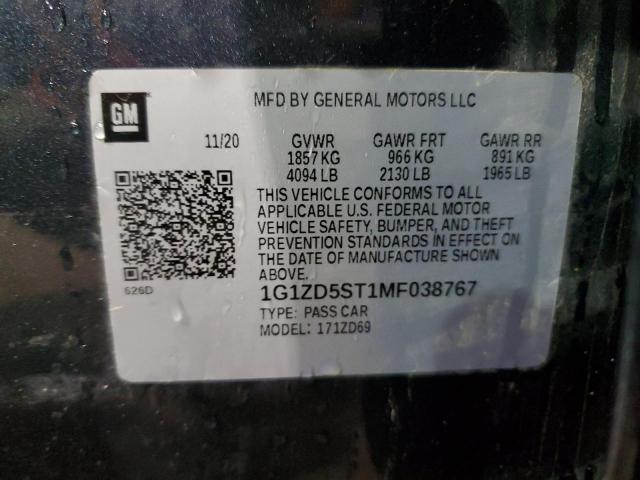 GM
MFD BY GENERAL MOTORS LLC
11/20 GVWR GAWR FRT GAWR RR
1857 KG 966 KG 891 KG
4094 LB 2130 LB 1965 LB
THIS VEHICLE CONFORMS TO ALL
APPLICABLE U.S. FEDERAL MOTOR
VEHICLE SAFETY, BUMPER, AND THEFT
PREVENTION STANDARDS IN EFFECT ON
THE DATE OF MANUFACTURE SHOWN
ABOVE.
626D
1G1ZD5ST1MF038767
TYPE: PASS CAR
MODEL: 171ZD69